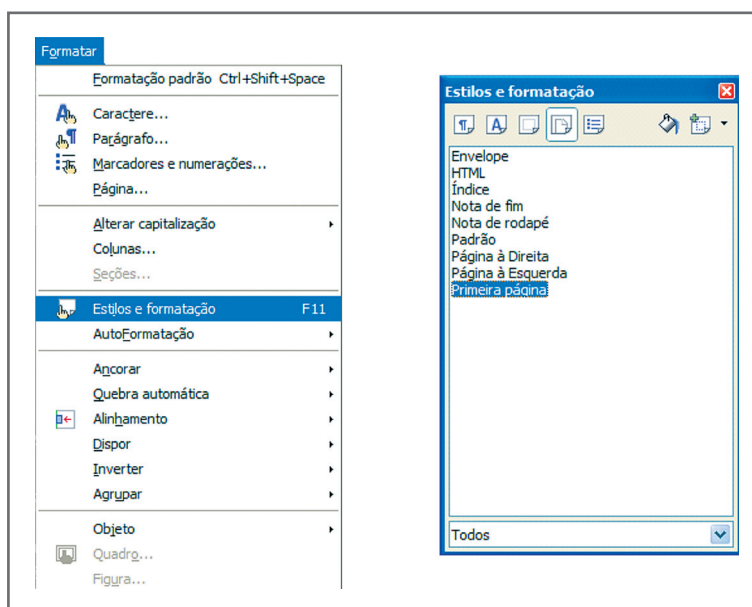 Formatar
Formatação padrão Ctrl+Shift+Space
Caractere...
Parágrafo...
Marcadores e numerações...
Página...
Alterar capitalização
Colunas...
Seções...
Estilos e formatação F11
AutoFormatação
Ancorar
Quebra automática
Alinhamento
Dispor
Inverter
Agrupar
Objeto
Quadro...
Figura...
Estilos e formatação
Envelope
HTML
Índice
Nota de fim
Nota de rodapé
Padrão
Página à Direita
Página à Esquerda
Primeira página
Todos